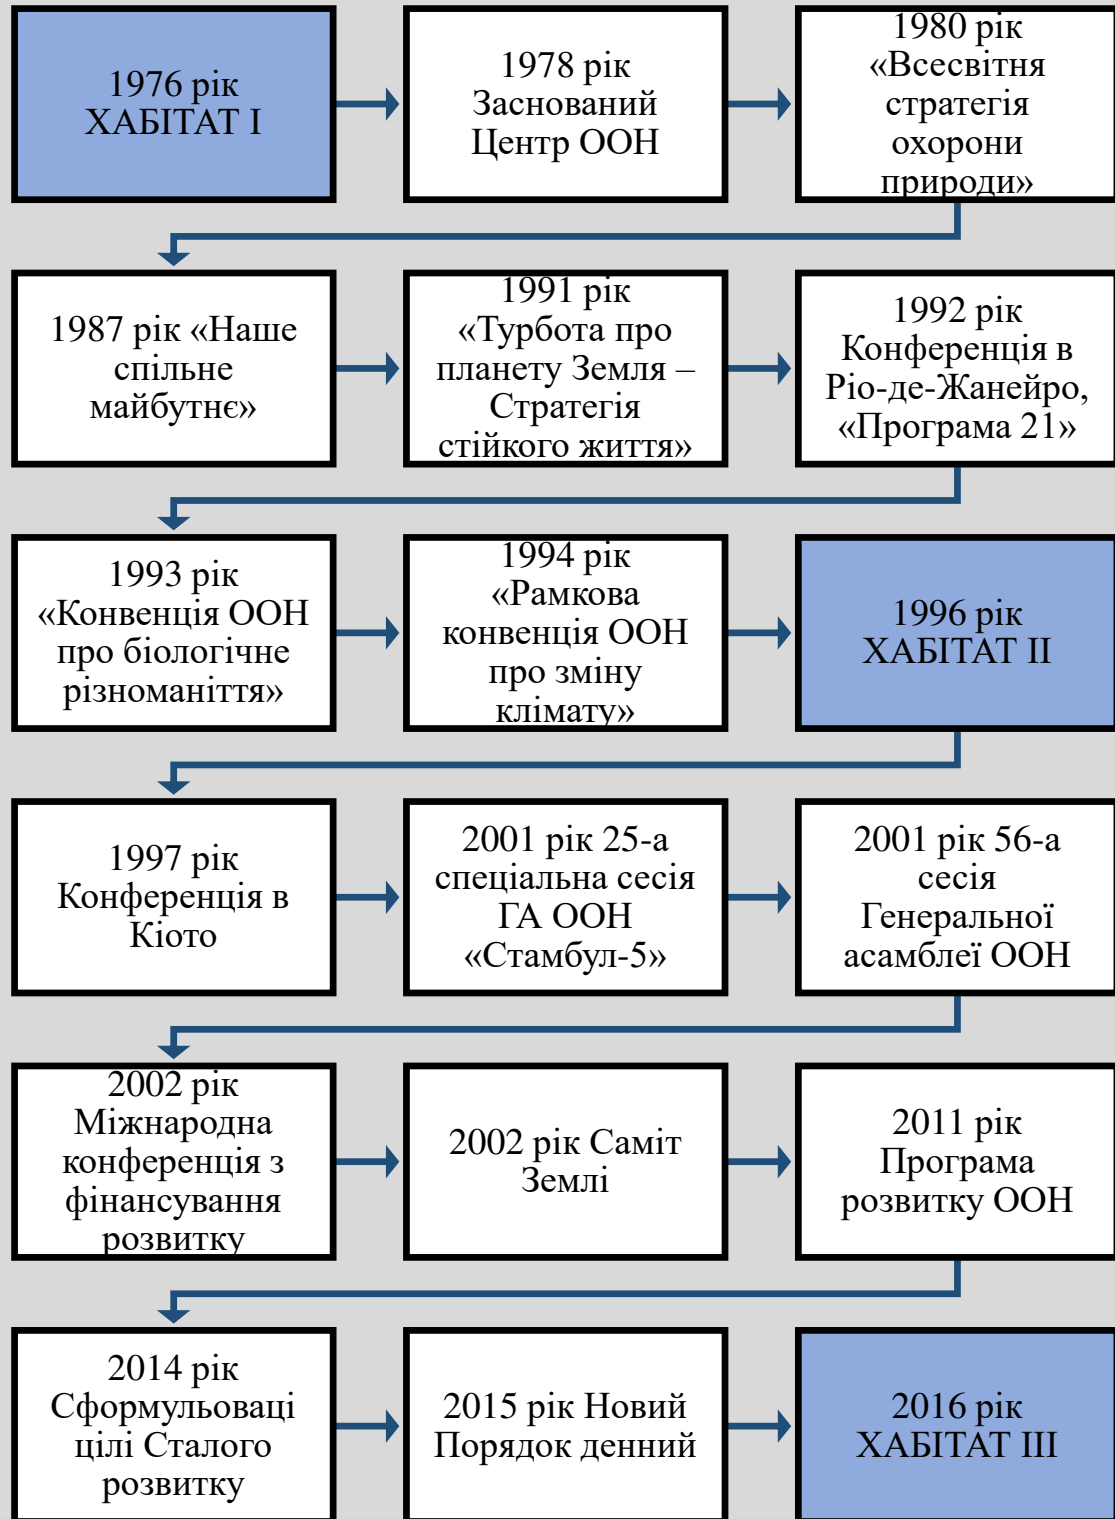 1976 рік
ХАБІТАТ І
1978 рік
Заснований
Центр ООН
1980 рік
«Всесвітня
стратегія
охорони
природи»
1987 рік «Наше
спільне
майбутнє»
1991 рік
«Турбота про
планету Земля –
Стратегія
стійкого життя»
1992 рік
Конференція в
Ріо-де-Жанейро,
«Програма 21»
1993 рік
«Конвенція ООН
про біологічне
різноманіття»
1994 рік
«Рамкова
конвенція ООН
про зміну
клімату»
1996 рік
ХАБІТАТ ІІ
1997 рік
Конференція в
Кіото
2001 рік 25-а
спеціальна сесія
ГА ООН
«Стамбул-5»
2001 рік 56-а
сесія
Генеральної
асамблеї ООН
2002 рік
Міжнародна
конференція з
фінансування
розвитку
2002 рік Саміт
Землі
2011 рік
Програма
розвитку ООН
2014 рік
Сформульоваці
цілі Сталого
розвитку
2015 рік Новий
Порядок денний
2016 рік
ХАБІТАТ ІІІ